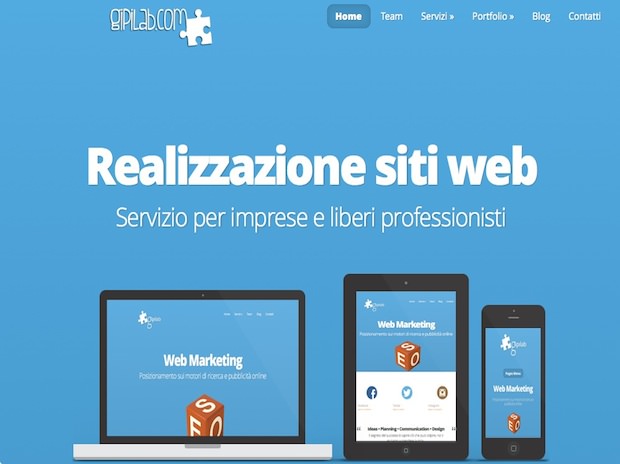 GiPiLab.com
Home Team Servizi » Portfolio » Blog Contatti
Realizzazione siti web
Servizio per imprese e liberi professionisti
Web Marketing
Posizionamento sui motori di ricerca e pubblicità online
SEO
Web Marketing
Posizionamento sui motori di ricerca e pubblicità online
SEO
Ideas • Planning • Communication • Design
Web Marketing